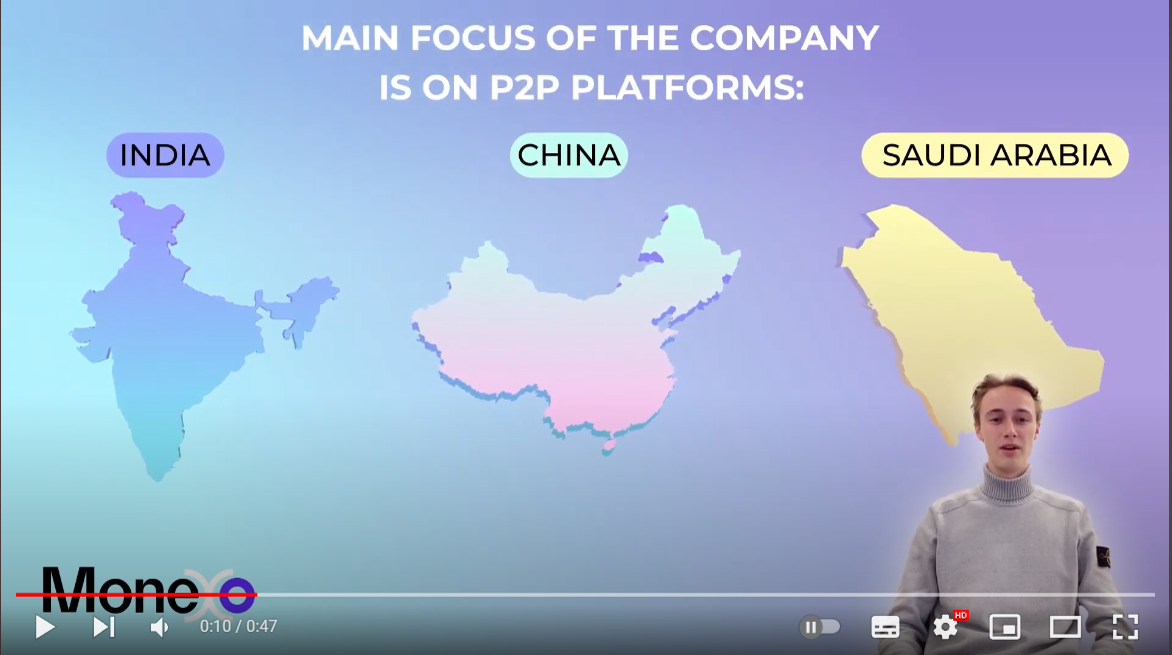 MAIN FOCUS OF THE COMPANY
IS ON P2P PLATFORMS:
INDIA
CHINA
SAUDI ARABIA
Monexo
0:10 / 0:47
HD